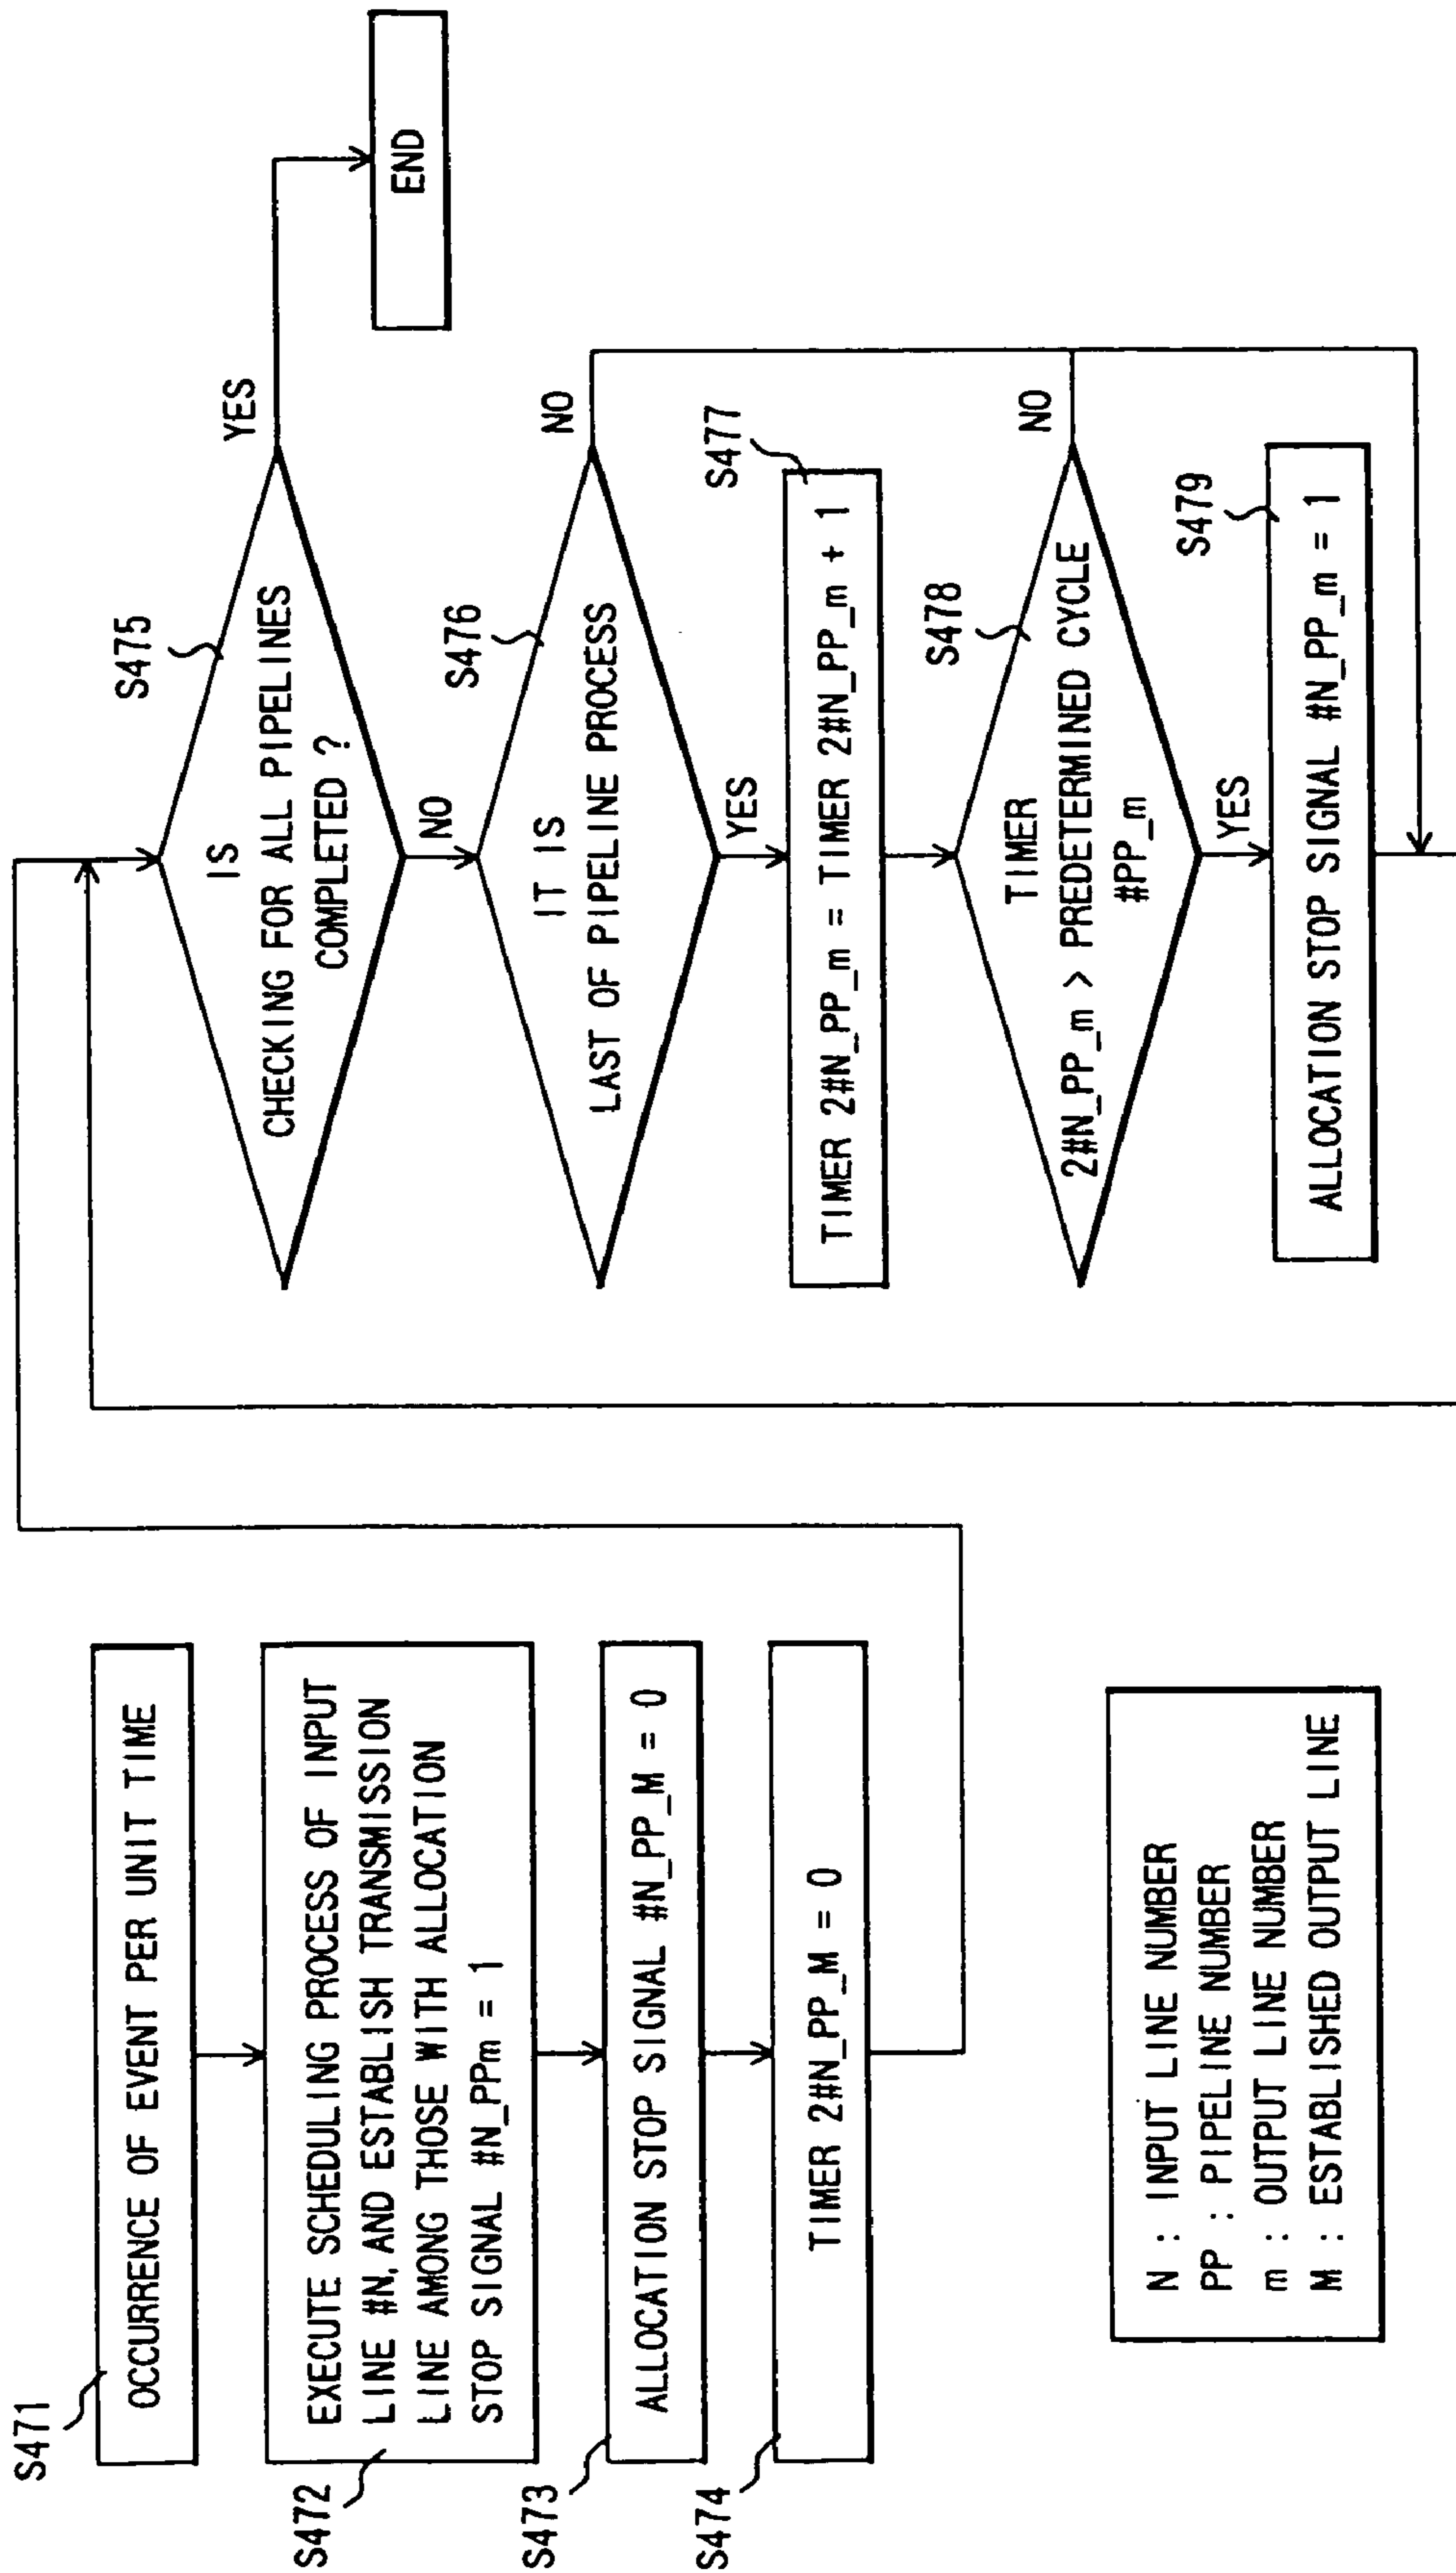 S471
OCCURRENCE OF EVENT PER UNIT TIME
S472
EXECUTE SCHEDULING PROCESS OF INPUT
LINE #N, AND ESTABLISH TRANSMISSION
LINE AMONG THOSE WITH ALLOCATION
STOP SIGNAL #N_PPm = 1
S473
ALLOCATION STOP SIGNAL #N_PP_M = 0
S474
TIMER 2#N_PP_M = 0
N : INPUT LINE NUMBER
PP : PIPELINE NUMBER
m : OUTPUT LINE NUMBER
M : ESTABLISHED OUTPUT LINE
S475
IS
CHECKING FOR ALL PIPELINES
COMPLETED ?
YES
END
NO
S476
IT IS
LAST OF PIPELINE PROCESS
NO
YES
S477
TIMER 2#N_PP_m = TIMER 2#N_PP_m + 1
S478
TIMER
2#N_PP_m > PREDETERMINED CYCLE
#PP_m
NO
YES
S479
ALLOCATION STOP SIGNAL #N_PP_m = 1